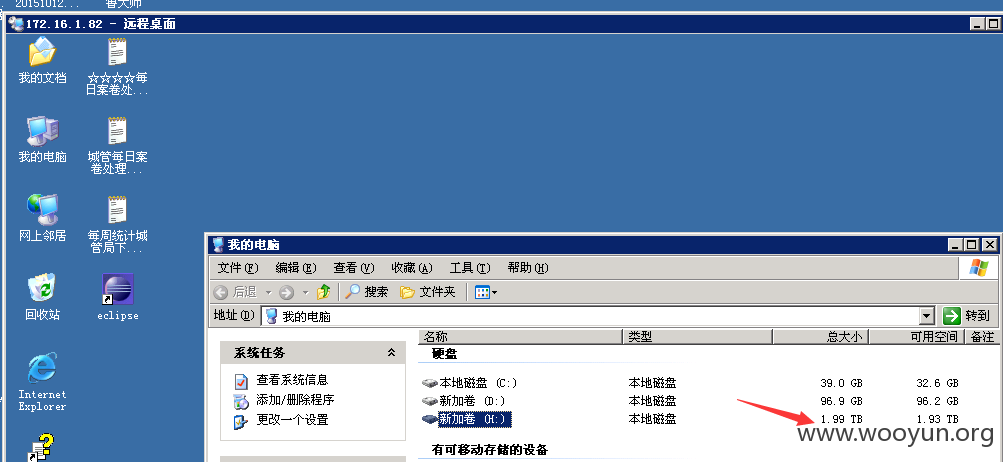 20151012... 鲁大师
172.16.1.82 - 远程桌面
我的文档
☆☆☆☆每
日案卷处...
我的电脑
城管每日案
卷处理...
网上邻居
每周统计城
管局下...
回收站
eclipse
Internet
Explorer
我的电脑
文件(F) 编辑(E) 查看(V) 收藏(A) 工具(T) 帮助(H)
后退 搜索 文件夹
地址(D) 我的电脑 转到
系统任务
查看系统信息
添加/删除程序
更改一个设置
名称 类型 总大小 可用空间 备注
硬盘
本地磁盘 (C:) 本地磁盘 39.0 GB 32.6 GB
新加卷 (D:) 本地磁盘 96.9 GB 96.2 GB
新加卷 (H:) 本地磁盘 1.99 TB 1.93 TB
有可移动存储的设备
www.wooyun.org